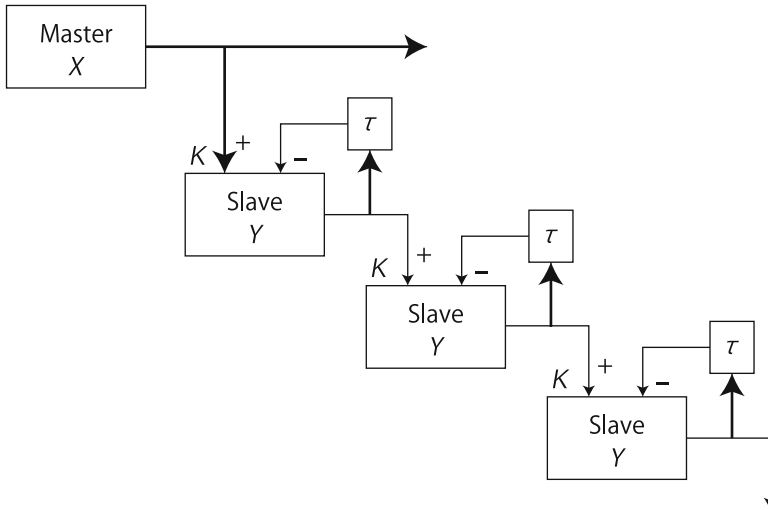 Master
X
τ
K + –
Slave
Y
τ
K + –
Slave
Y
τ
K + –
Slave
Y